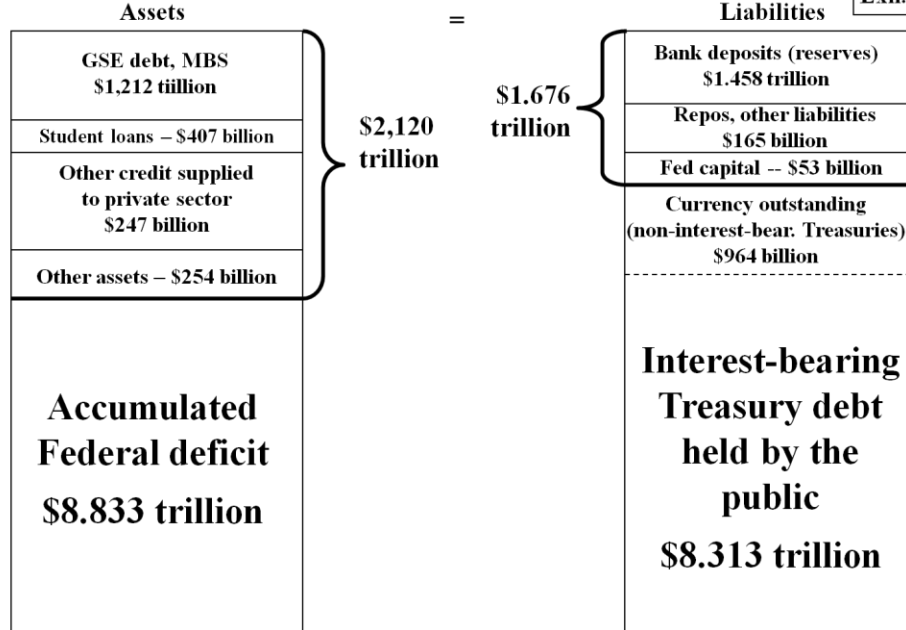 Assets
=
Liabilities
GSE debt, MBS
$1,212 tiillion
Student loans – $407 billion
Other credit supplied
to private sector
$247 billion
Other assets – $254 billion
$2,120
trillion
Accumulated
Federal deficit
$8.833 trillion
$1.676
trillion
Bank deposits (reserves)
$1.458 trillion
Repos, other liabilities
$165 billion
Fed capital -- $53 billion
Currency outstanding
(non-interest-bear. Treasuries)
$964 billion
Interest-bearing
Treasury debt
held by the
public
$8.313 trillion